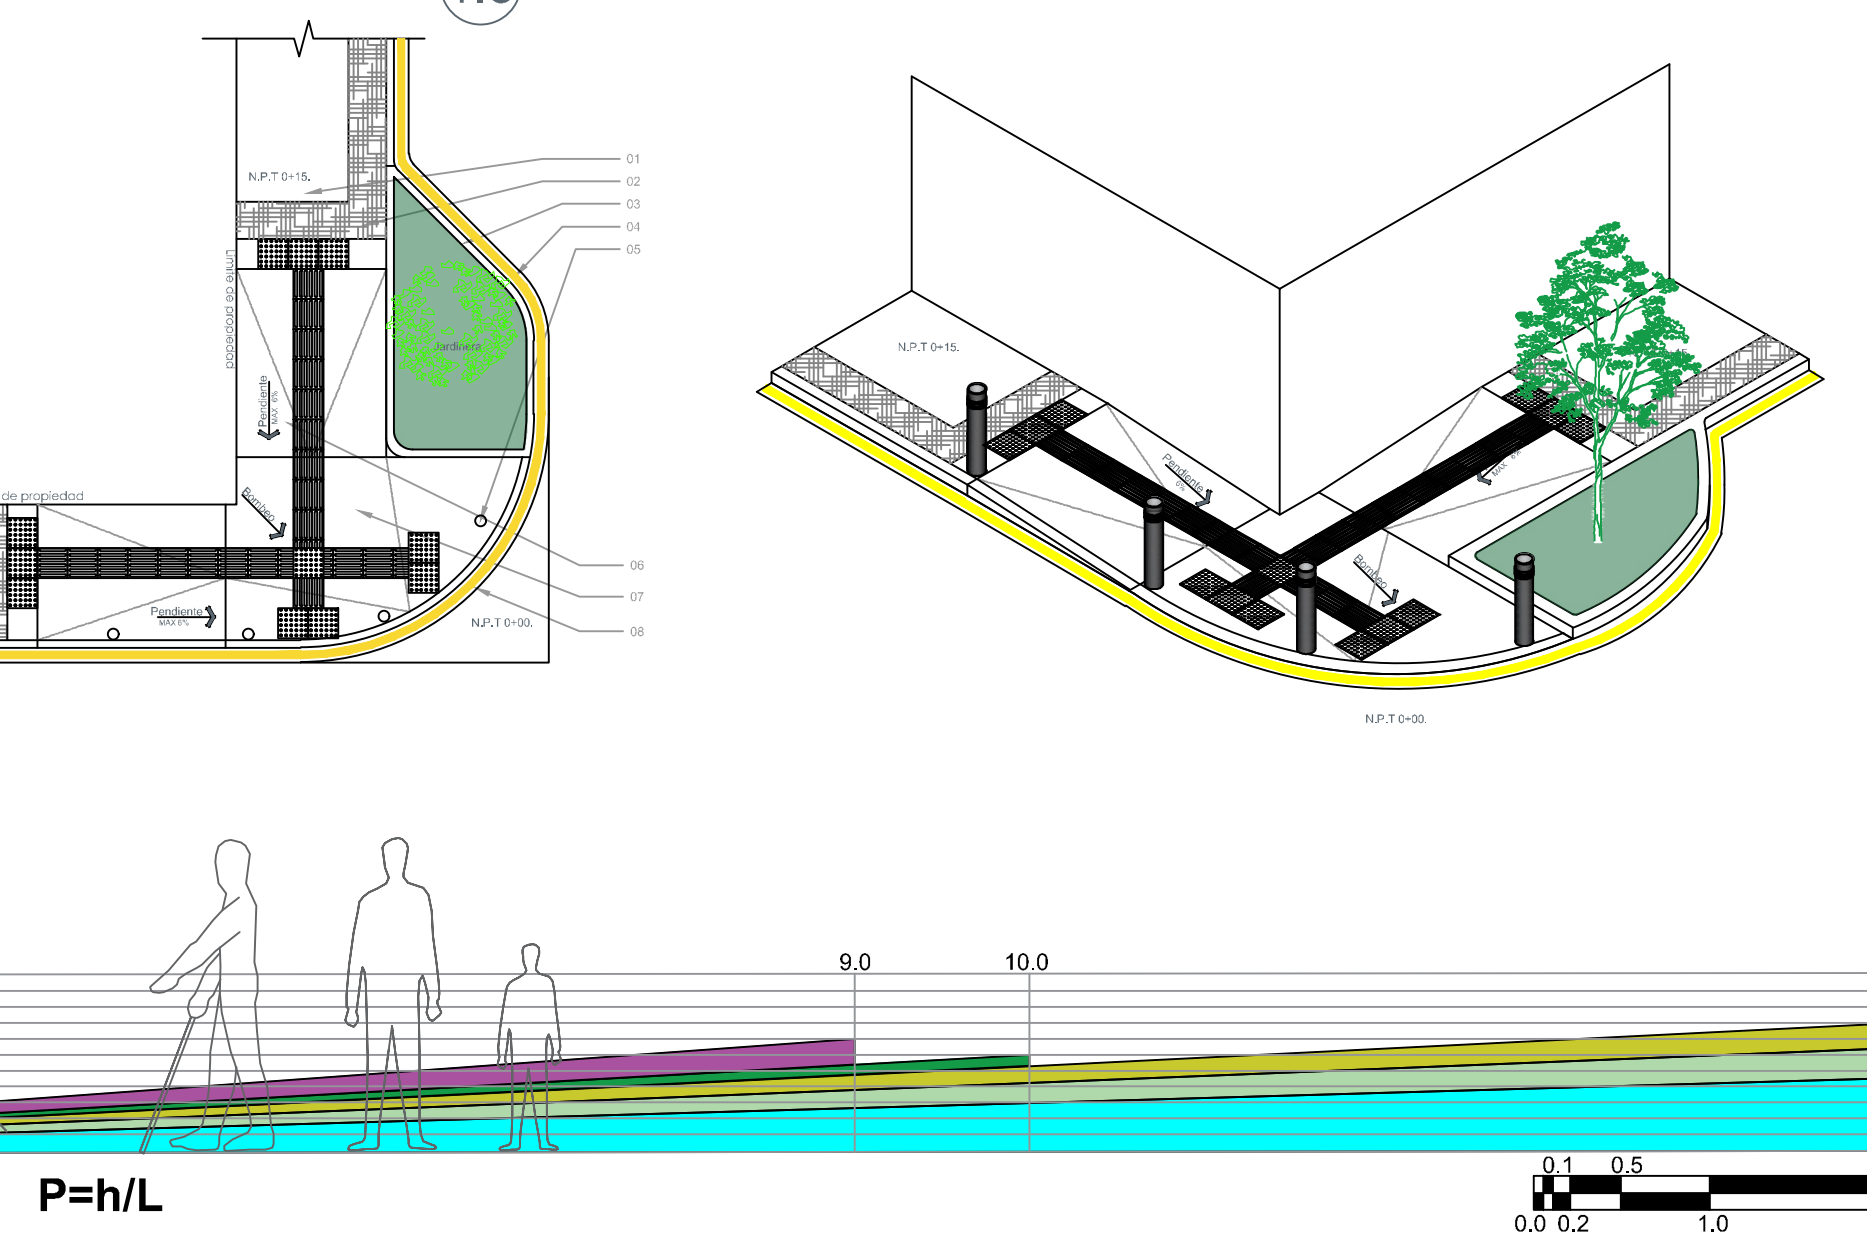 N.P.T 0+15.
01
02
03
04
05
Límite de propiedad
Jardinera
Pendiente
MAX 6%
de propiedad
Bombeo
Pendiente
MAX 6%
N.P.T 0+00.
06
07
08
N.P.T 0+15.
Pendiente
6%
MAX 6%
Bombeo
N.P.T 0+00.
9.0
10.0
P=h/L
0.1
0.5
0.0
0.2
1.0